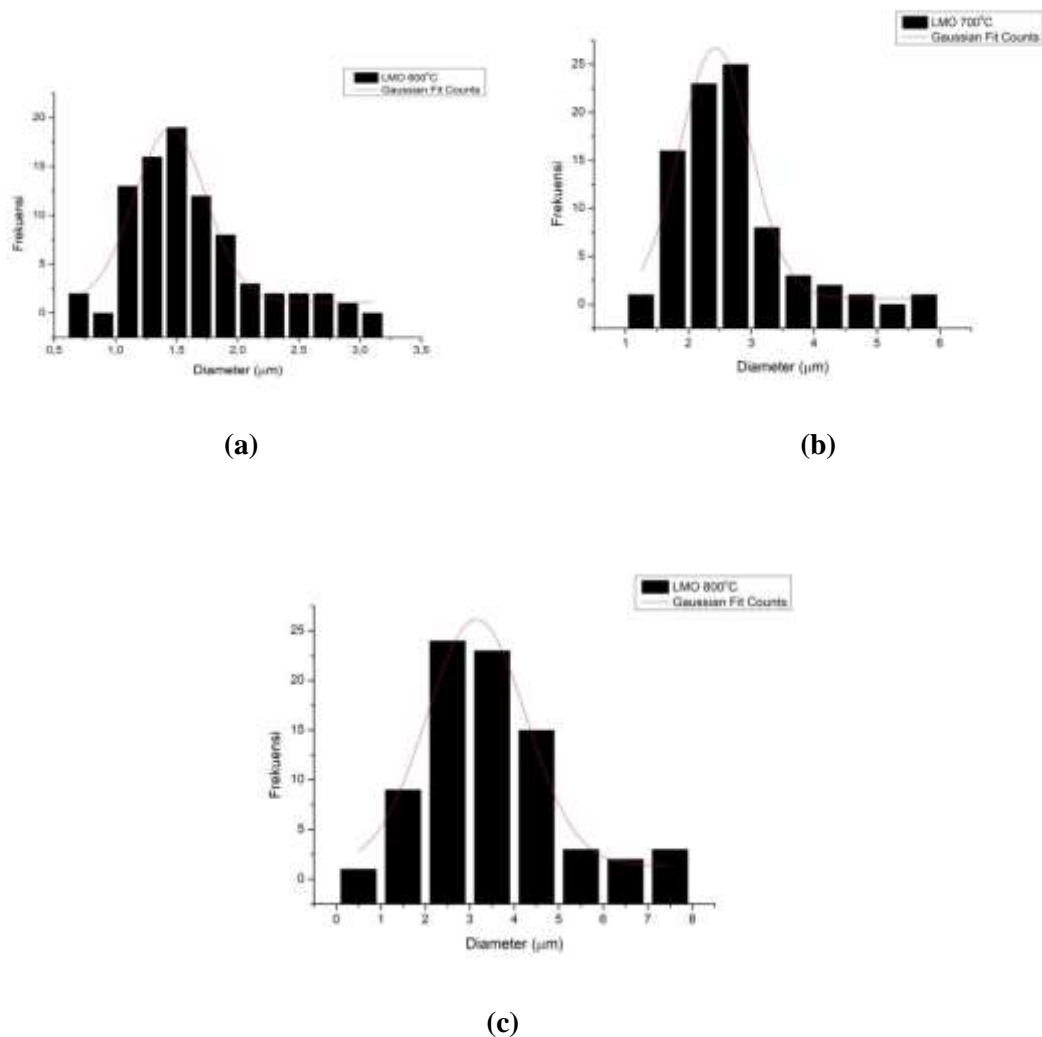 LMO 600°C
Gaussian Fit Counts
20
15
10
5
0
Frekuensi
0,5 1,0 1,5 2,0 2,5 3,0 3,5
Diameter (μm)
(a)
LMO 700°C
Gaussian Fit Counts
25
20
15
10
5
0
Frekuensi
1 2 3 4 5 6
Diameter (μm)
(b)
LMO 800°C
Gaussian Fit Counts
25
20
15
10
5
0
Frekuensi
0 1 2 3 4 5 6 7 8
Diameter (μm)
(c)